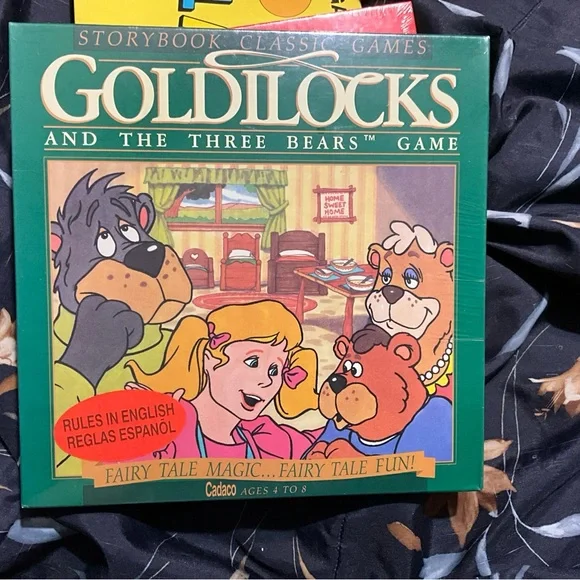 STORYBOOK CLASSIC GAMES
GOLDILOCKS
AND THE THREE BEARS™ GAME
HOME
SWEET
HOME
RULES IN ENGLISH
REGLAS ESPANÖL
FAIRY TALE MAGIC...FAIRY TALE FUN!
Cadaco AGES 4 TO 8